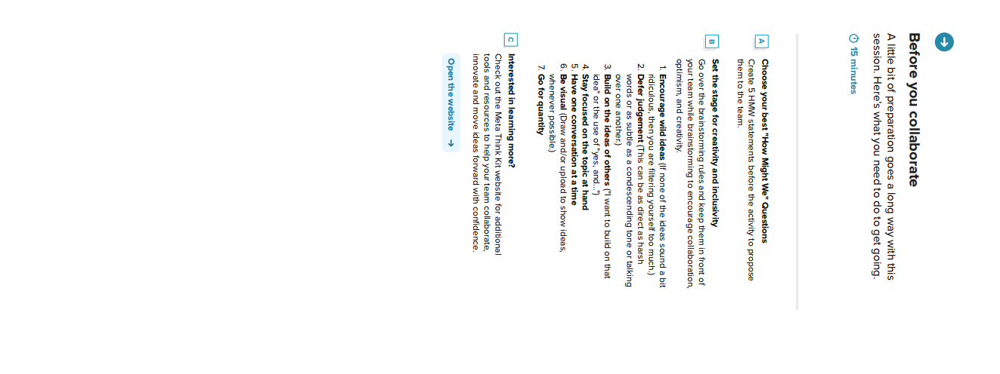 Before you collaborate
A little bit of preparation goes a long way with this
session. Here's what you need to do to get going.
15 minutes
A
Choose your best "How Might We" Questions
Create 5 HMW statements before the activity to propose
them to the team.
B
Set the stage for creativity and inclusivity
Go over the brainstorming rules and keep them in front of
your team while brainstorming to encourage collaboration,
optimism, and creativity.
1. Encourage wild ideas (If none of the ideas sound a bit
ridiculous, then you are filtering yourself too much.)
2. Defer judgement (This can be as direct as harsh
words or as subtle as a condescending tone or talking
over one another.)
3. Build on the ideas of others ("I want to build on that
idea" or the use of "yes, and...")
4. Stay focused on the topic at hand
5. Have one conversation at a time
6. Be visual (Draw and/or upload to show ideas,
whenever possible.)
7. Go for quantity
C
Interested in learning more?
Check out the Meta Think Kit website for additional
tools and resources to help your team collaborate,
innovate and move ideas forward with confidence.
Open the website →